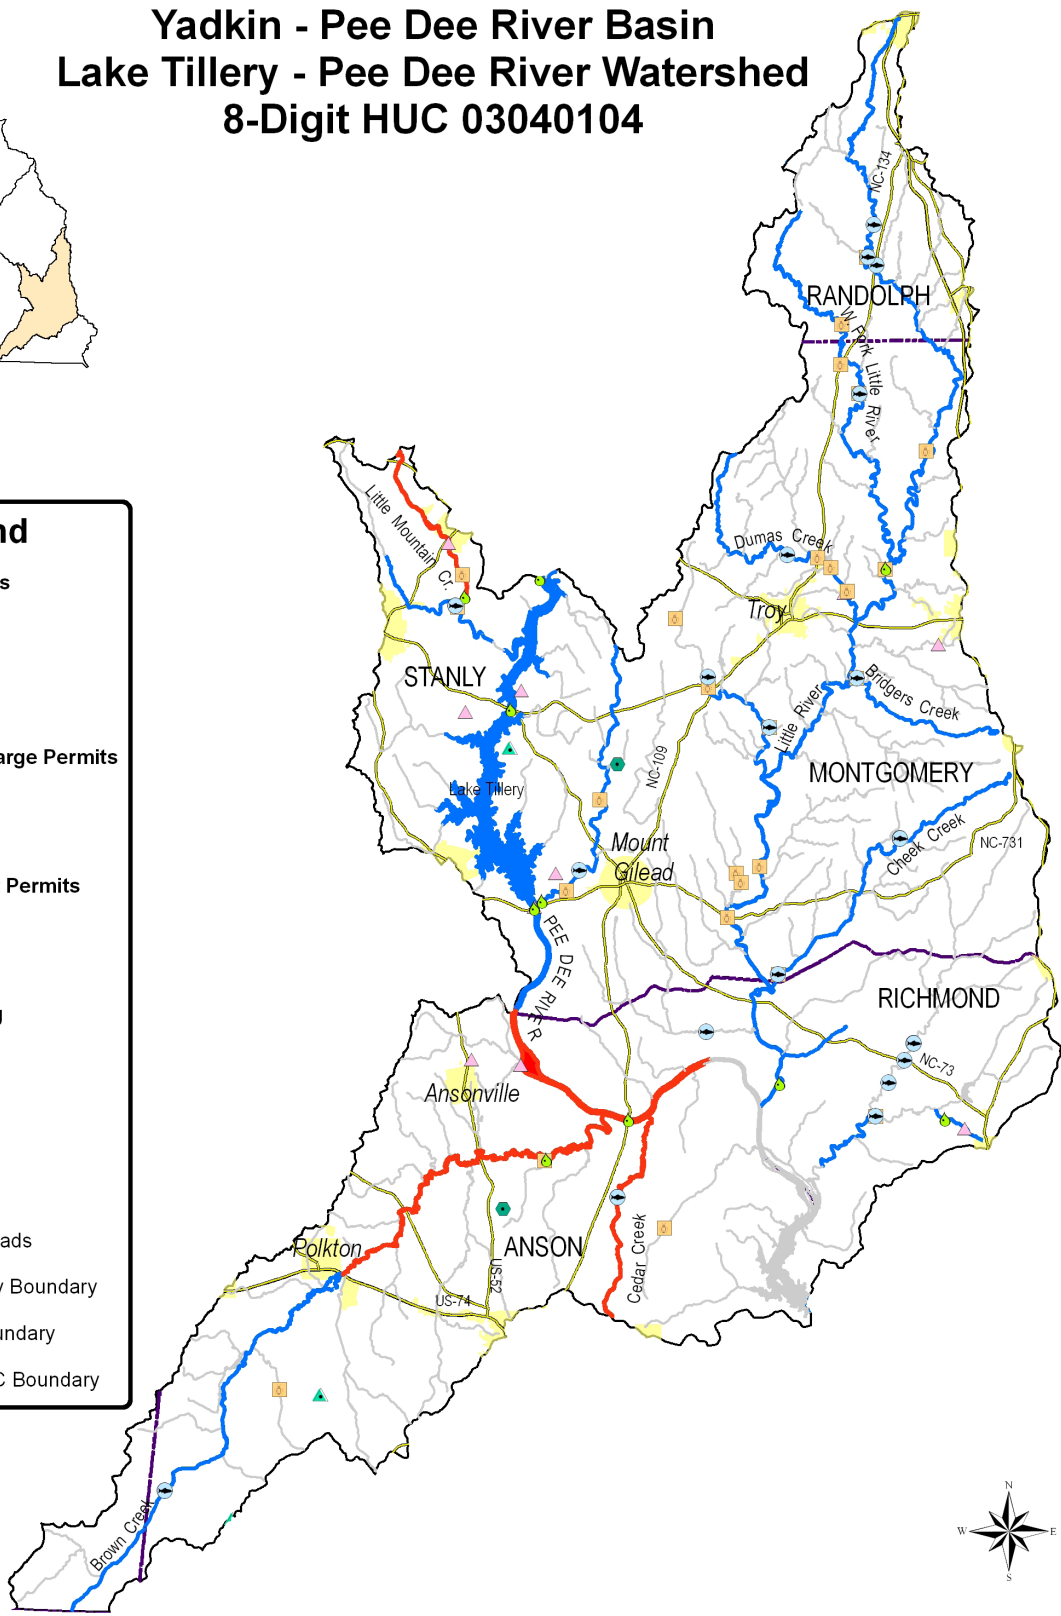 Yadkin - Pee Dee River Basin
Lake Tillery - Pee Dee River Watershed
8-Digit HUC 03040104
NC-134
RANDOLPH
W Fork Little River
Little Mountain Cr.
Dumas Creek
Troy
STANLY
Bridgers Creek
Little River
NC-109
MONTGOMERY
Lake Tillery
Cheek Creek
NC-731
Mount
Gilead
PEE DEE RIVER
RICHMOND
NC-73
Ansonville
ANSON
Cedar Creek
Polkton
US-52
US-74
Brown Creek
nd
s
arge Permits
Permits
g
ads
y Boundary
undary
C Boundary
N
W
E
S